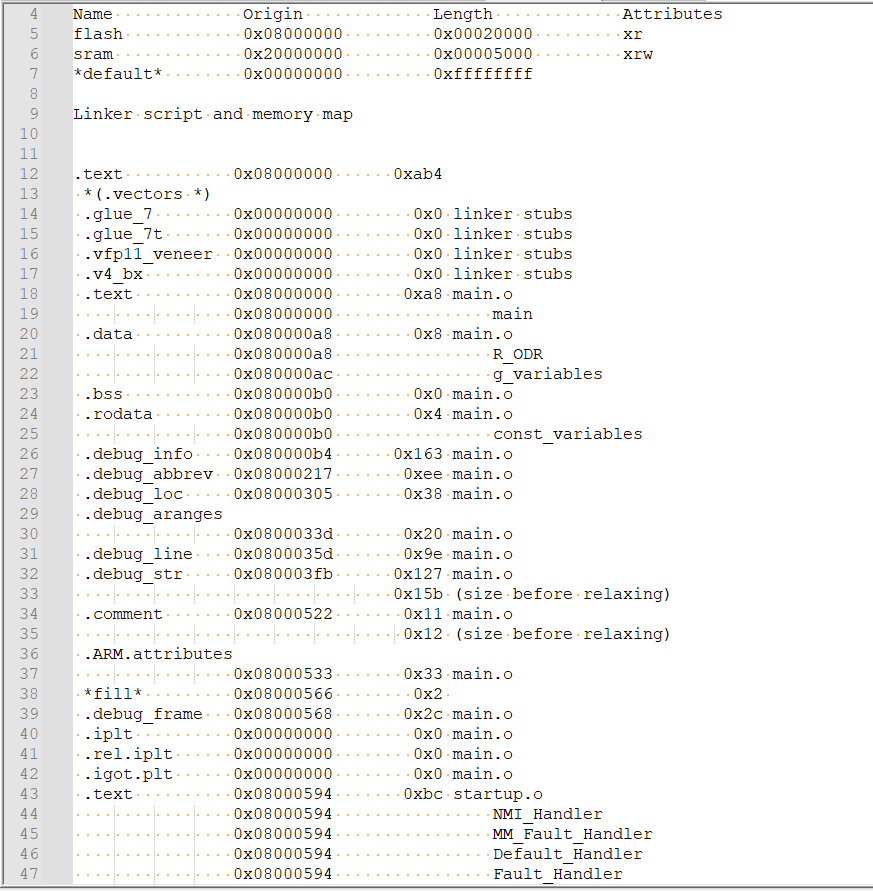 4 Name Origin Length Attributes
5 flash 0x08000000 0x00020000 xr
6 sram 0x20000000 0x00005000 xrw
7 *default* 0x00000000 0xffffffff
8
9 Linker script and memory map
10
11
12 .text 0x08000000 0xab4
13 *(.vectors *)
14 .glue_7 0x00000000 0x0 linker stubs
15 .glue_7t 0x00000000 0x0 linker stubs
16 .vfp11_veneer 0x00000000 0x0 linker stubs
17 .v4_bx 0x00000000 0x0 linker stubs
18 .text 0x08000000 0xa8 main.o
19 0x08000000 main
20 .data 0x080000a8 0x8 main.o
21 0x080000a8 R_ODR
22 0x080000ac g_variables
23 .bss 0x080000b0 0x0 main.o
24 .rodata 0x080000b0 0x4 main.o
25 0x080000b0 const_variables
26 .debug_info 0x080000b4 0x163 main.o
27 .debug_abbrev 0x08000217 0xee main.o
28 .debug_loc 0x08000305 0x38 main.o
29 .debug_aranges
30 0x0800033d 0x20 main.o
31 .debug_line 0x0800035d 0x9e main.o
32 .debug_str 0x080003fb 0x127 main.o
33 0x15b (size before relaxing)
34 .comment 0x08000522 0x11 main.o
35 0x12 (size before relaxing)
36 .ARM.attributes
37 0x08000533 0x33 main.o
38 *fill* 0x08000566 0x2
39 .debug_frame 0x08000568 0x2c main.o
40 .iplt 0x00000000 0x0 main.o
41 .rel.iplt 0x00000000 0x0 main.o
42 .igot.plt 0x00000000 0x0 main.o
43 .text 0x08000594 0xbc startup.o
44 0x08000594 NMI_Handler
45 0x08000594 MM_Fault_Handler
46 0x08000594 Default_Handler
47 0x08000594 Fault_Handler